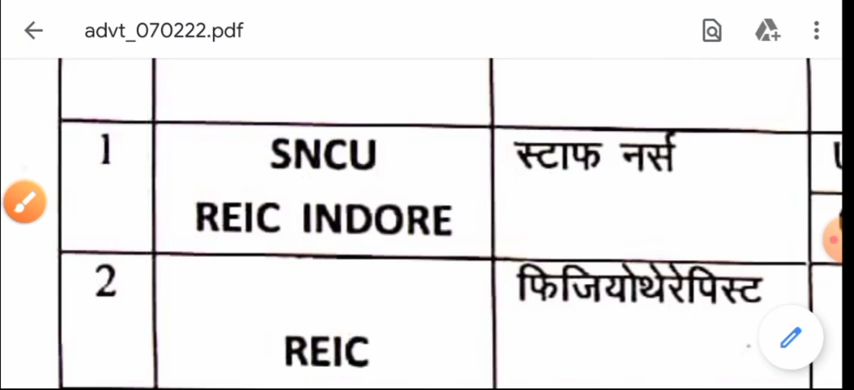 advt_070222.pdf
1 SNCU स्टाफ नर्स
REIC INDORE
2 फिजियोथेरेपिस्ट
REIC